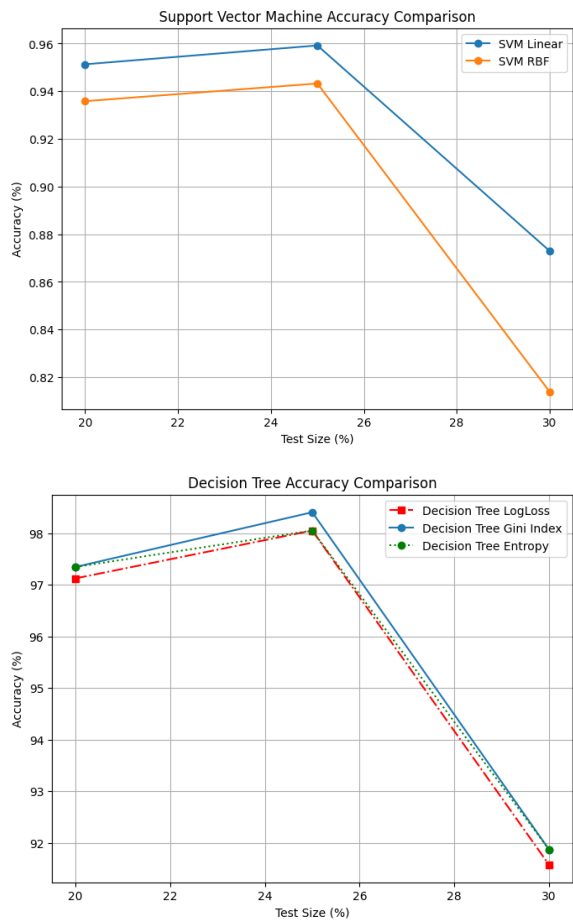 Support Vector Machine Accuracy Comparison
SVM Linear
SVM RBF
0.96
0.94
0.92
0.90
0.88
0.86
0.84
0.82
Accuracy (%)
20 22 24 26 28 30
Test Size (%)
Decision Tree Accuracy Comparison
Decision Tree LogLoss
Decision Tree Gini Index
Decision Tree Entropy
98
97
96
95
94
93
92
Accuracy (%)
20 22 24 26 28 30
Test Size (%)